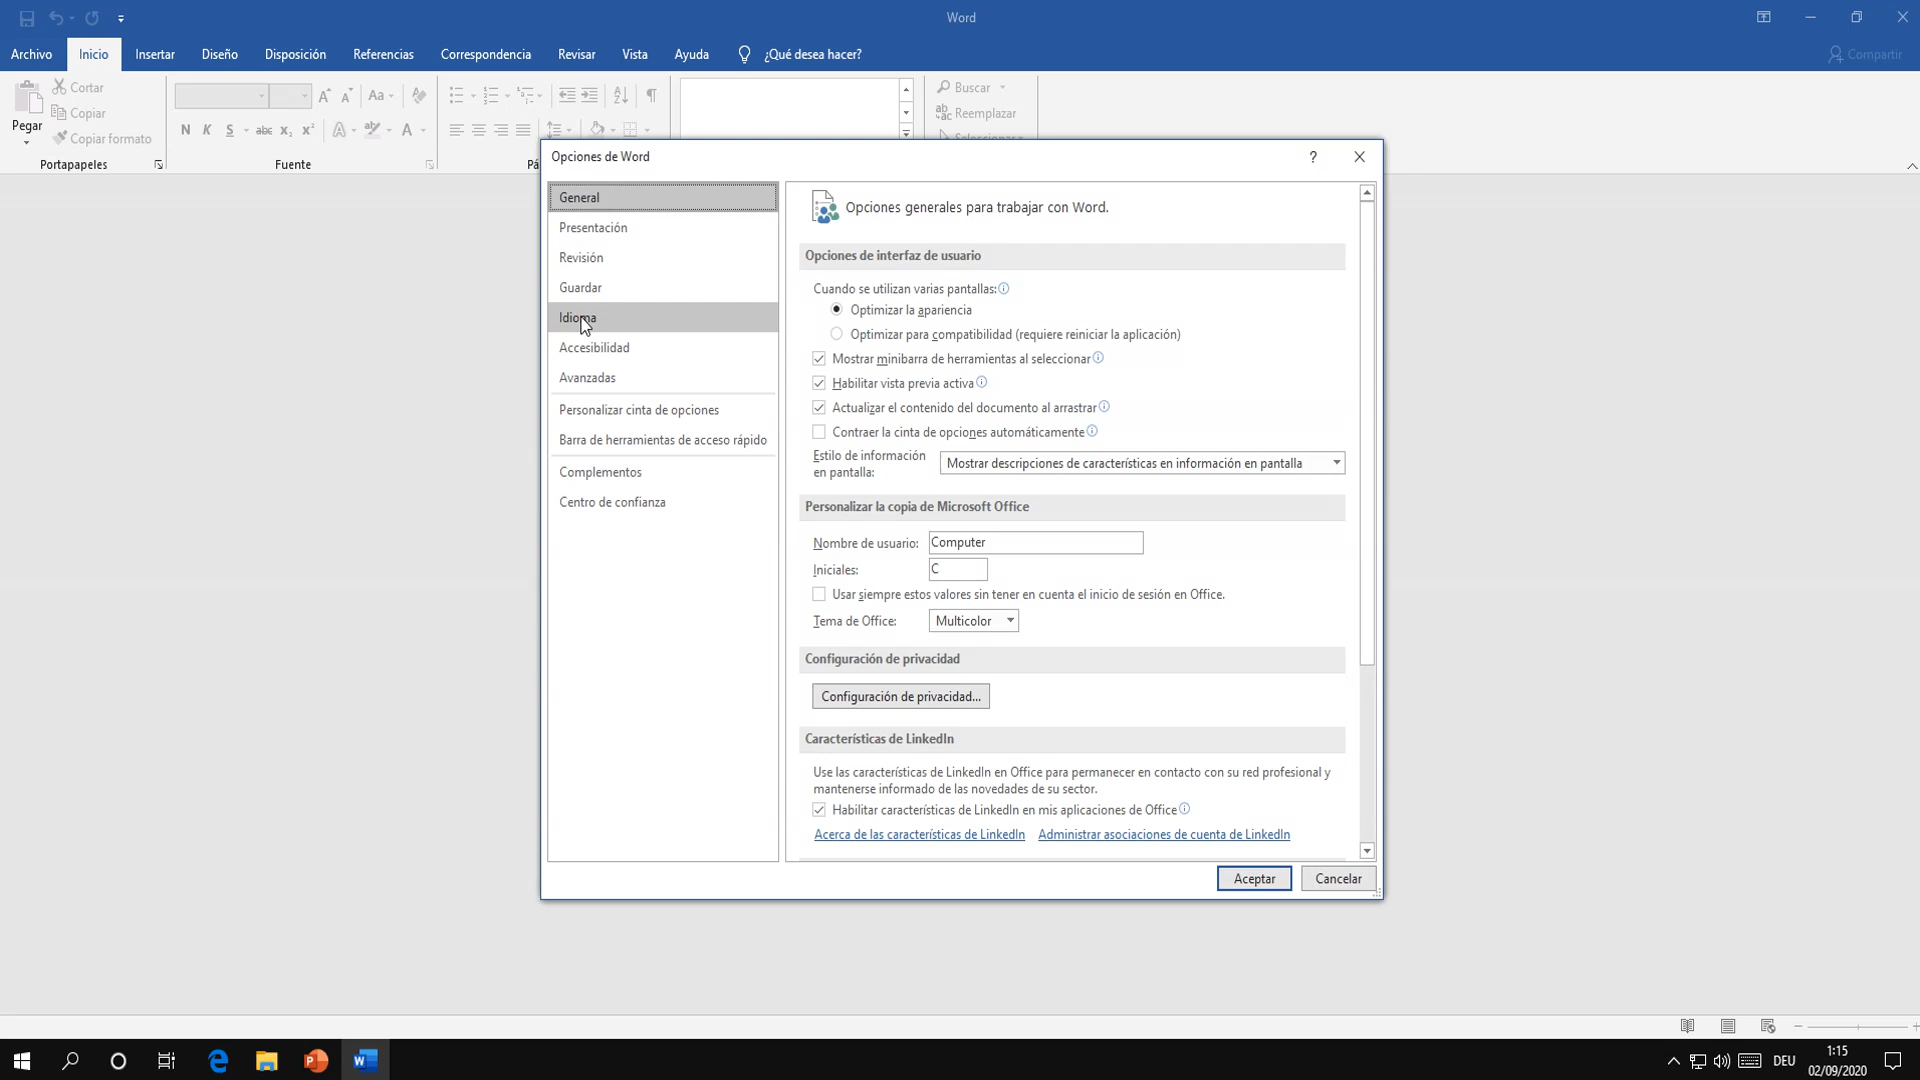 Word
Archivo
Inicio
Insertar
Diseño
Disposición
Referencias
Correspondencia
Revisar
Vista
Ayuda
¿Qué desea hacer?
Compartir
Pegar
Cortar
Copiar
Copiar formato
Portapapeles
Aa
N K S abc x₂ x² A ab A
Fuente
Buscar
Reemplazar
Opciones de Word
?
General
Presentación
Revisión
Guardar
Idioma
Accesibilidad
Avanzadas
Personalizar cinta de opciones
Barra de herramientas de acceso rápido
Complementos
Centro de confianza
Opciones generales para trabajar con Word.
Opciones de interfaz de usuario
Cuando se utilizan varias pantallas:
Optimizar la apariencia
Optimizar para compatibilidad (requiere reiniciar la aplicación)
Mostrar minibarra de herramientas al seleccionar
Habilitar vista previa activa
Actualizar el contenido del documento al arrastrar
Contraer la cinta de opciones automáticamente
Estilo de información
en pantalla:
Mostrar descripciones de características en información en pantalla
Personalizar la copia de Microsoft Office
Nombre de usuario: Computer
Iniciales: C
Usar siempre estos valores sin tener en cuenta el inicio de sesión en Office.
Tema de Office: Multicolor
Configuración de privacidad
Configuración de privacidad...
Características de LinkedIn
Use las características de LinkedIn en Office para permanecer en contacto con su red profesional y
mantenerse informado de las novedades de su sector.
Habilitar características de LinkedIn en mis aplicaciones de Office
Acerca de las características de LinkedIn Administrar asociaciones de cuenta de LinkedIn
Aceptar
Cancelar
DEU
1:15
02/09/2020